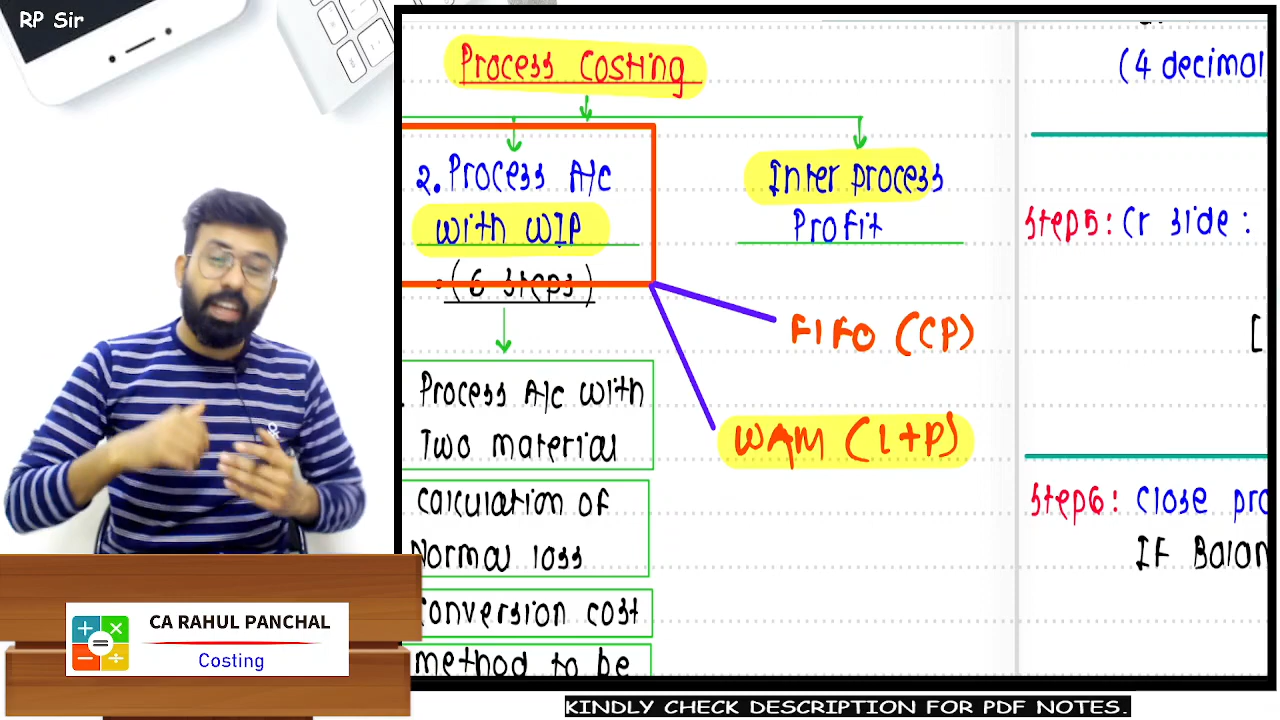 RP Sir
Process Costing
2. Process A/c
with WIP
(6 steps)
Inter process
Profit
FIFO (CP)
WAM (L+P)
Process A/c with
Two material
Calculation of
Normal loss
Conversion cost
method to be
(4 decimal
Step5: Cr side :
[
Step6: Close pro
If Balan
CA RAHUL PANCHAL
Costing
KINDLY CHECK DESCRIPTION FOR PDF NOTES.